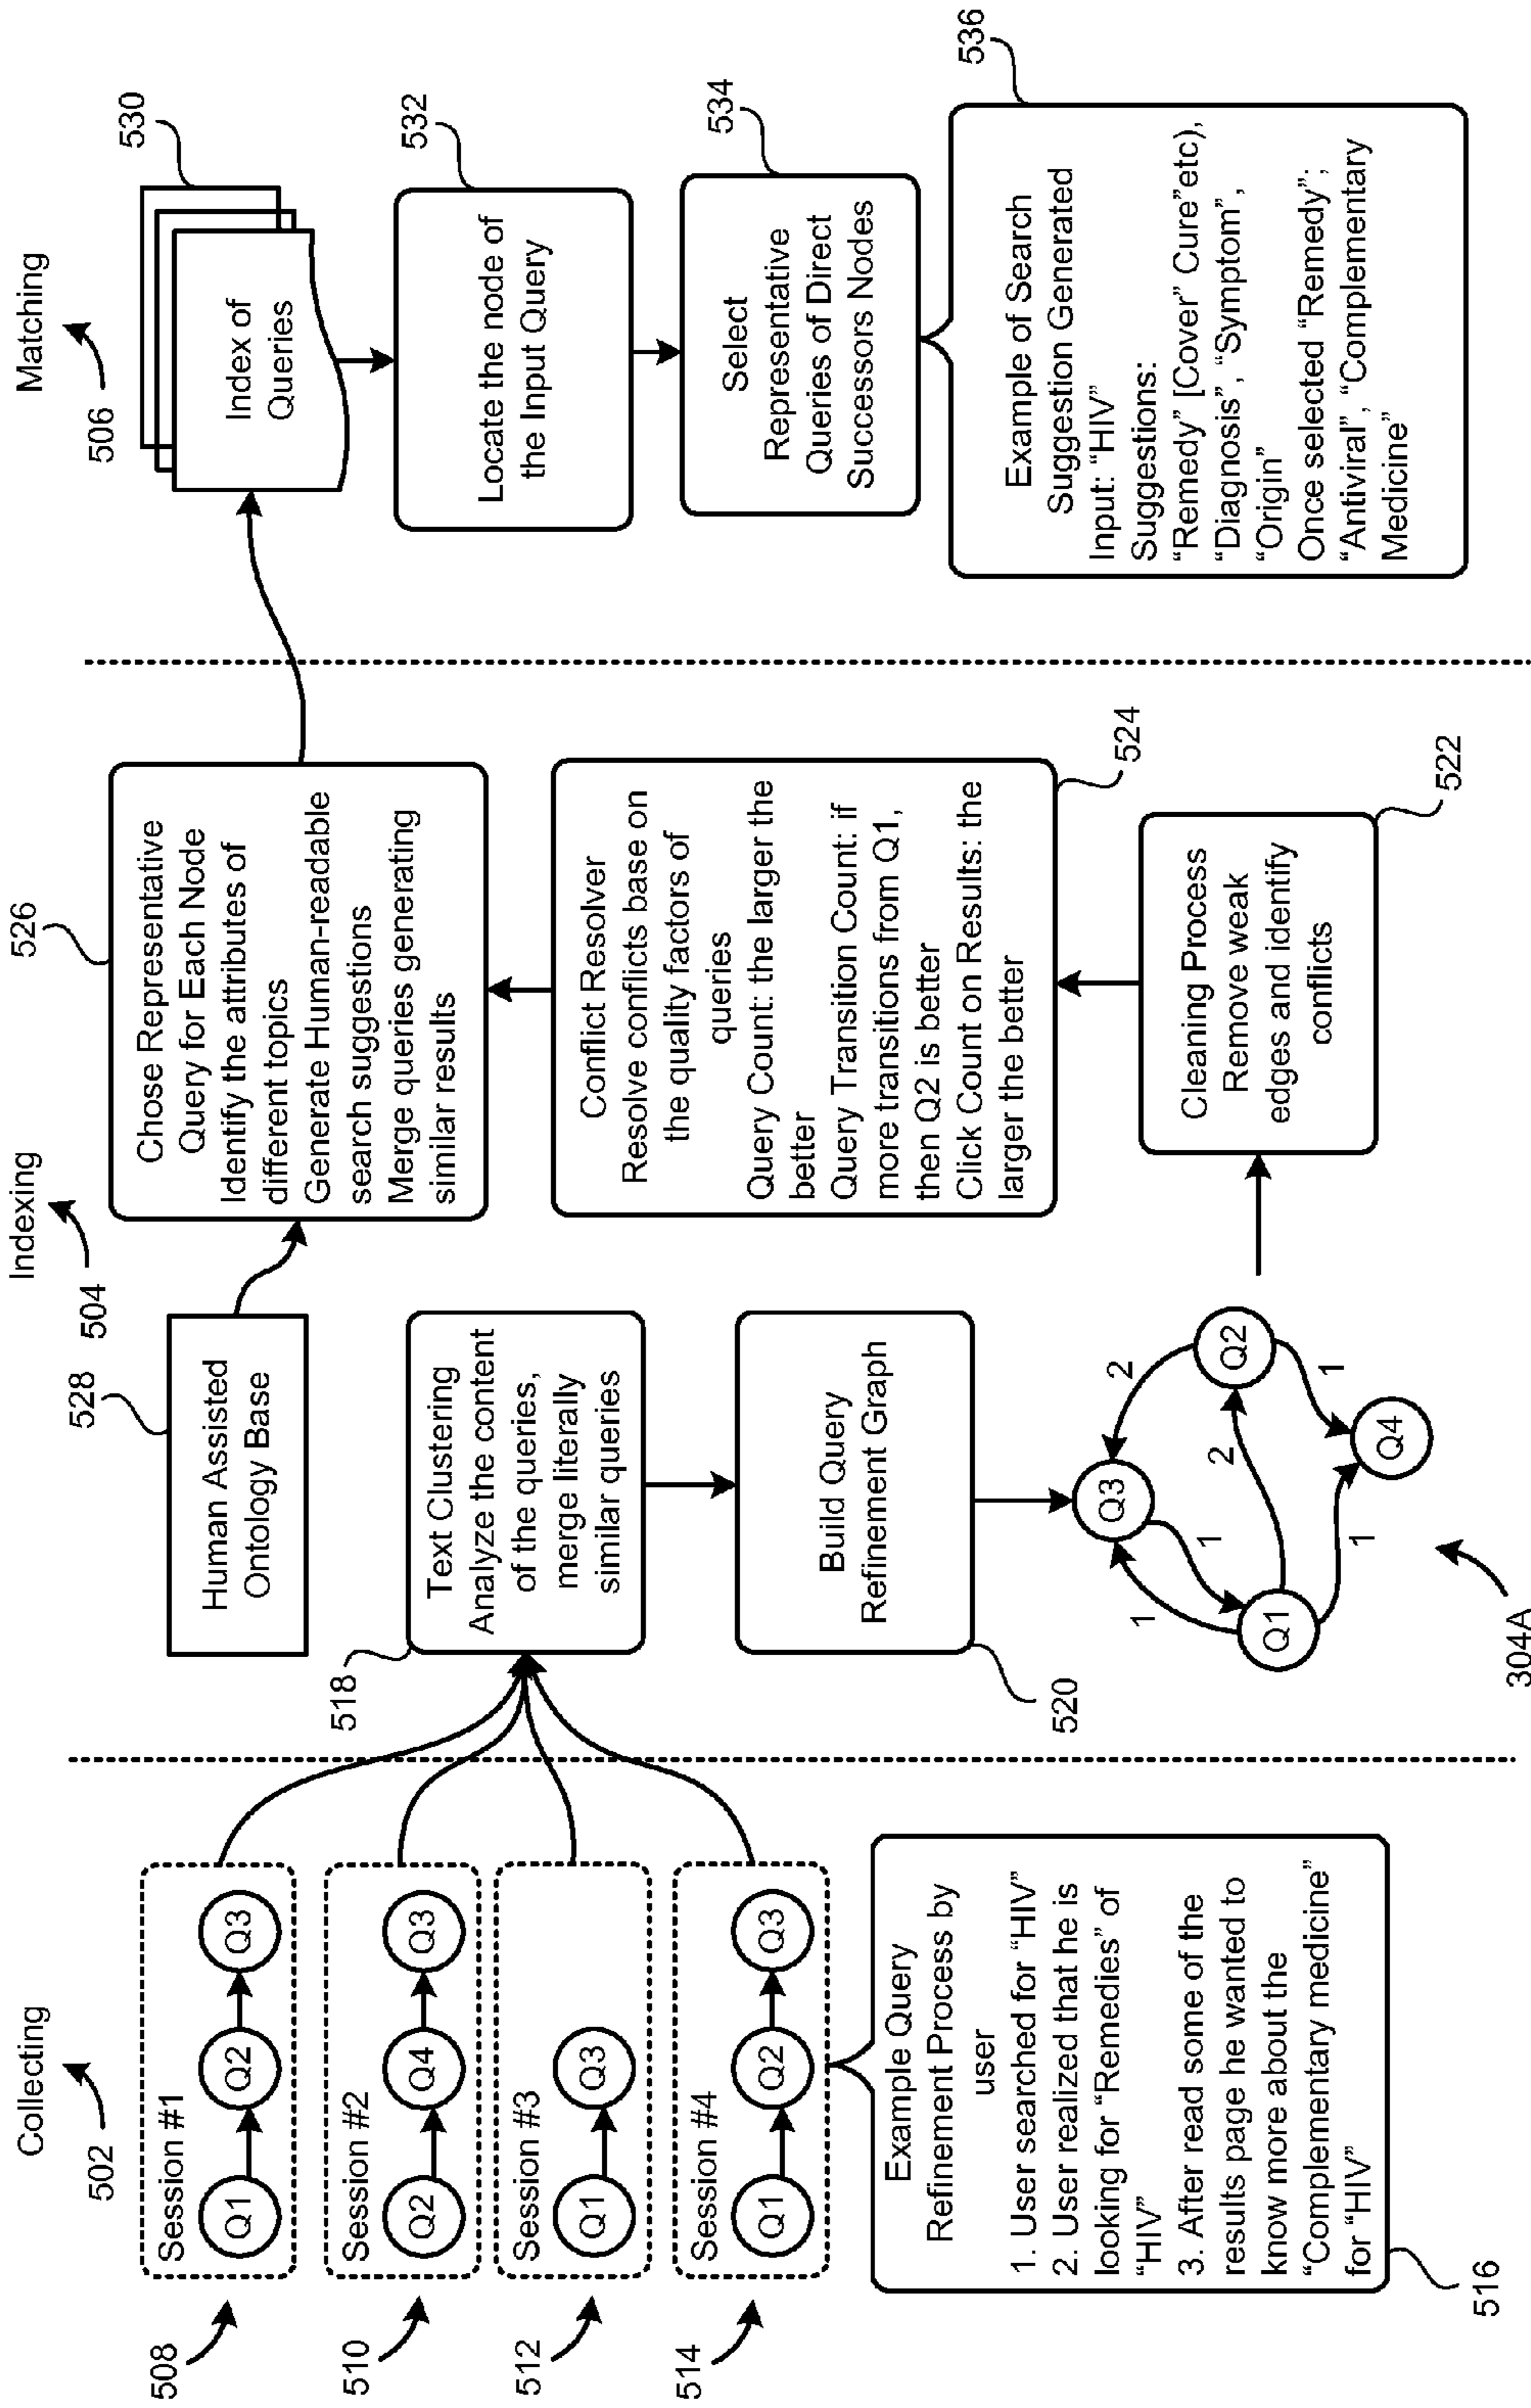 Collecting
502
Session #1
Q1
Q2
Q3
508
Session #2
Q2
Q4
Q3
510
Session #3
Q1
Q3
512
Session #4
Q1
Q2
Q3
514
Example Query
Refinement Process by
user
1. User searched for “HIV”
2. User realized that he is
looking for “Remedies” of
“HIV”
3. After read some of the
results page he wanted to
know more about the
“Complementary medicine”
for “HIV”
516
Indexing
504
528
Human Assisted
Ontology Base
518
Text Clustering
Analyze the content
of the queries,
merge literally
similar queries
520
Build Query
Refinement Graph
Q3
Q2
Q1
Q4
1
1
2
2
1
1
304A
526
Chose Representative
Query for Each Node
Identify the attributes of
different topics
Generate Human-readable
search suggestions
Merge queries generating
similar results
Conflict Resolver
Resolve conflicts base on
the quality factors of
queries
Query Count: the larger the
better
Query Transition Count: if
more transitions from Q1,
then Q2 is better
Click Count on Results: the
larger the better
524
Cleaning Process
Remove weak
edges and identify
conflicts
522
Matching
506
530
Index of
Queries
532
Locate the node of
the Input Query
534
Select
Representative
Queries of Direct
Successors Nodes
536
Example of Search
Suggestion Generated
Input: “HIV”
Suggestions:
“Remedy” [Cover” Cure”etc),
“Diagnosis”, “Symptom”,
“Origin”
Once selected “Remedy”;
“Antiviral”, “Complementary
Medicine”